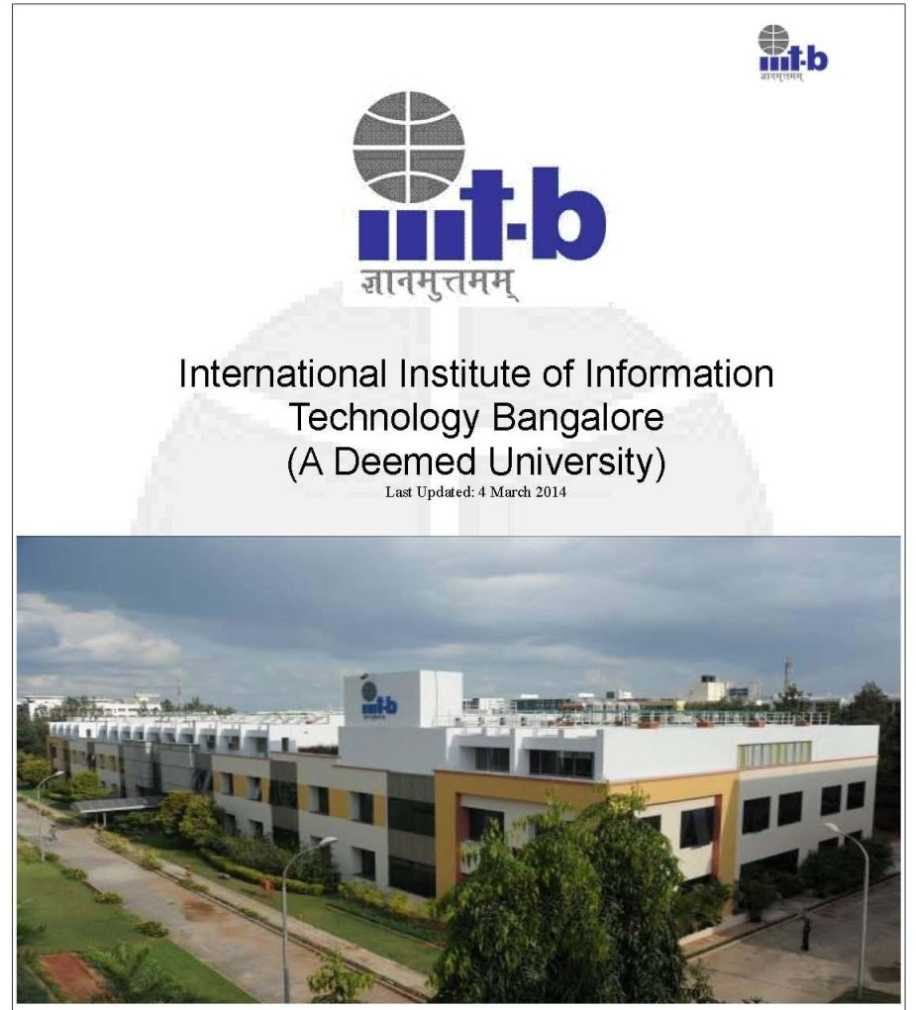 iiit-b
ज्ञानमुत्तमम्
iiit-b
ज्ञानमुत्तमम्
International Institute of Information
Technology Bangalore
(A Deemed University)
Last Updated: 4 March 2014
iiit-b